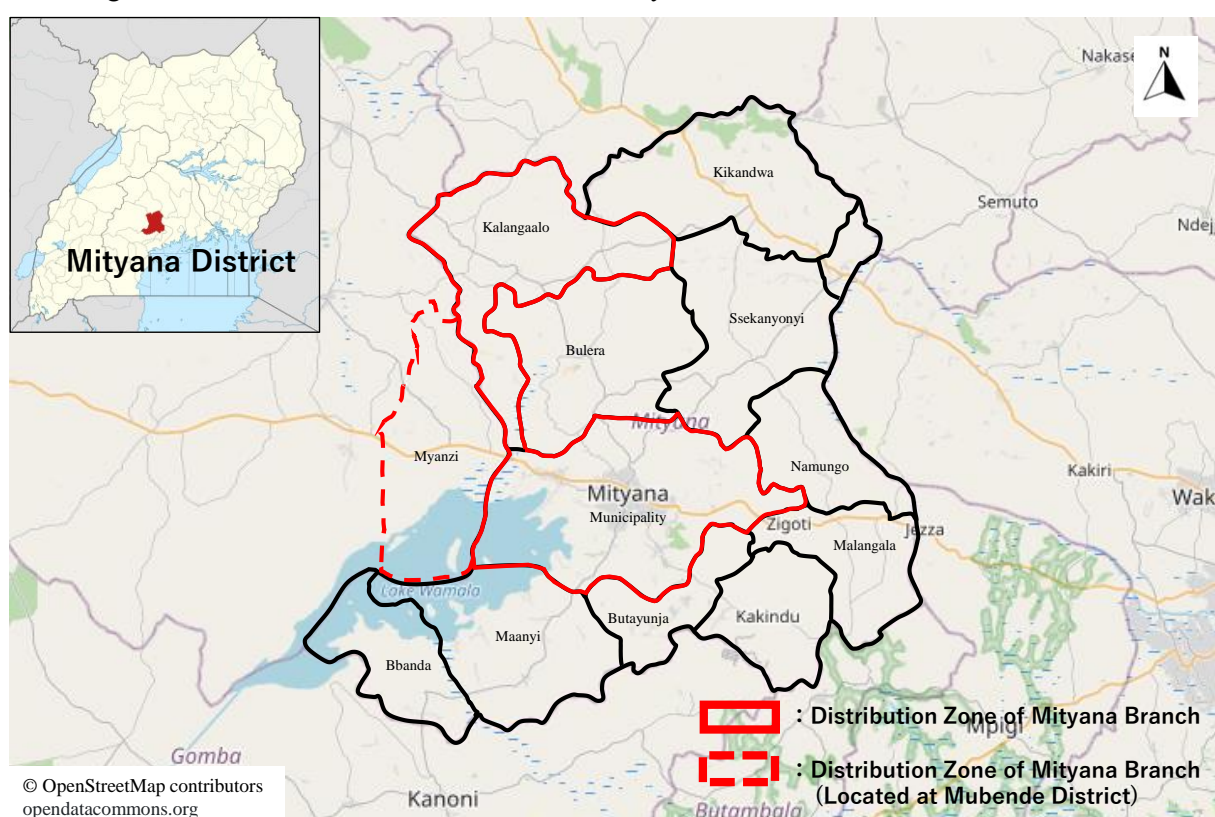 Nakase
N
Mityana District
Kikandwa
Semuto
Ndej
Kalangaalo
Ssekanyonyi
Bulera
Mityana
Myanzi
Namungo
Kakiri
Wak
Mityana
Municipality
Zigoti
Jezza
Malangala
Lake Wamala
Butayunja
Kakindu
Maanyi
Bbanda
: Distribution Zone of Mityana Branch
Mpigi
Gomba
: Distribution Zone of Mityana Branch
(Located at Mubende District)
© OpenStreetMap contributors
opendatacommons.org
Kanoni
Butambala